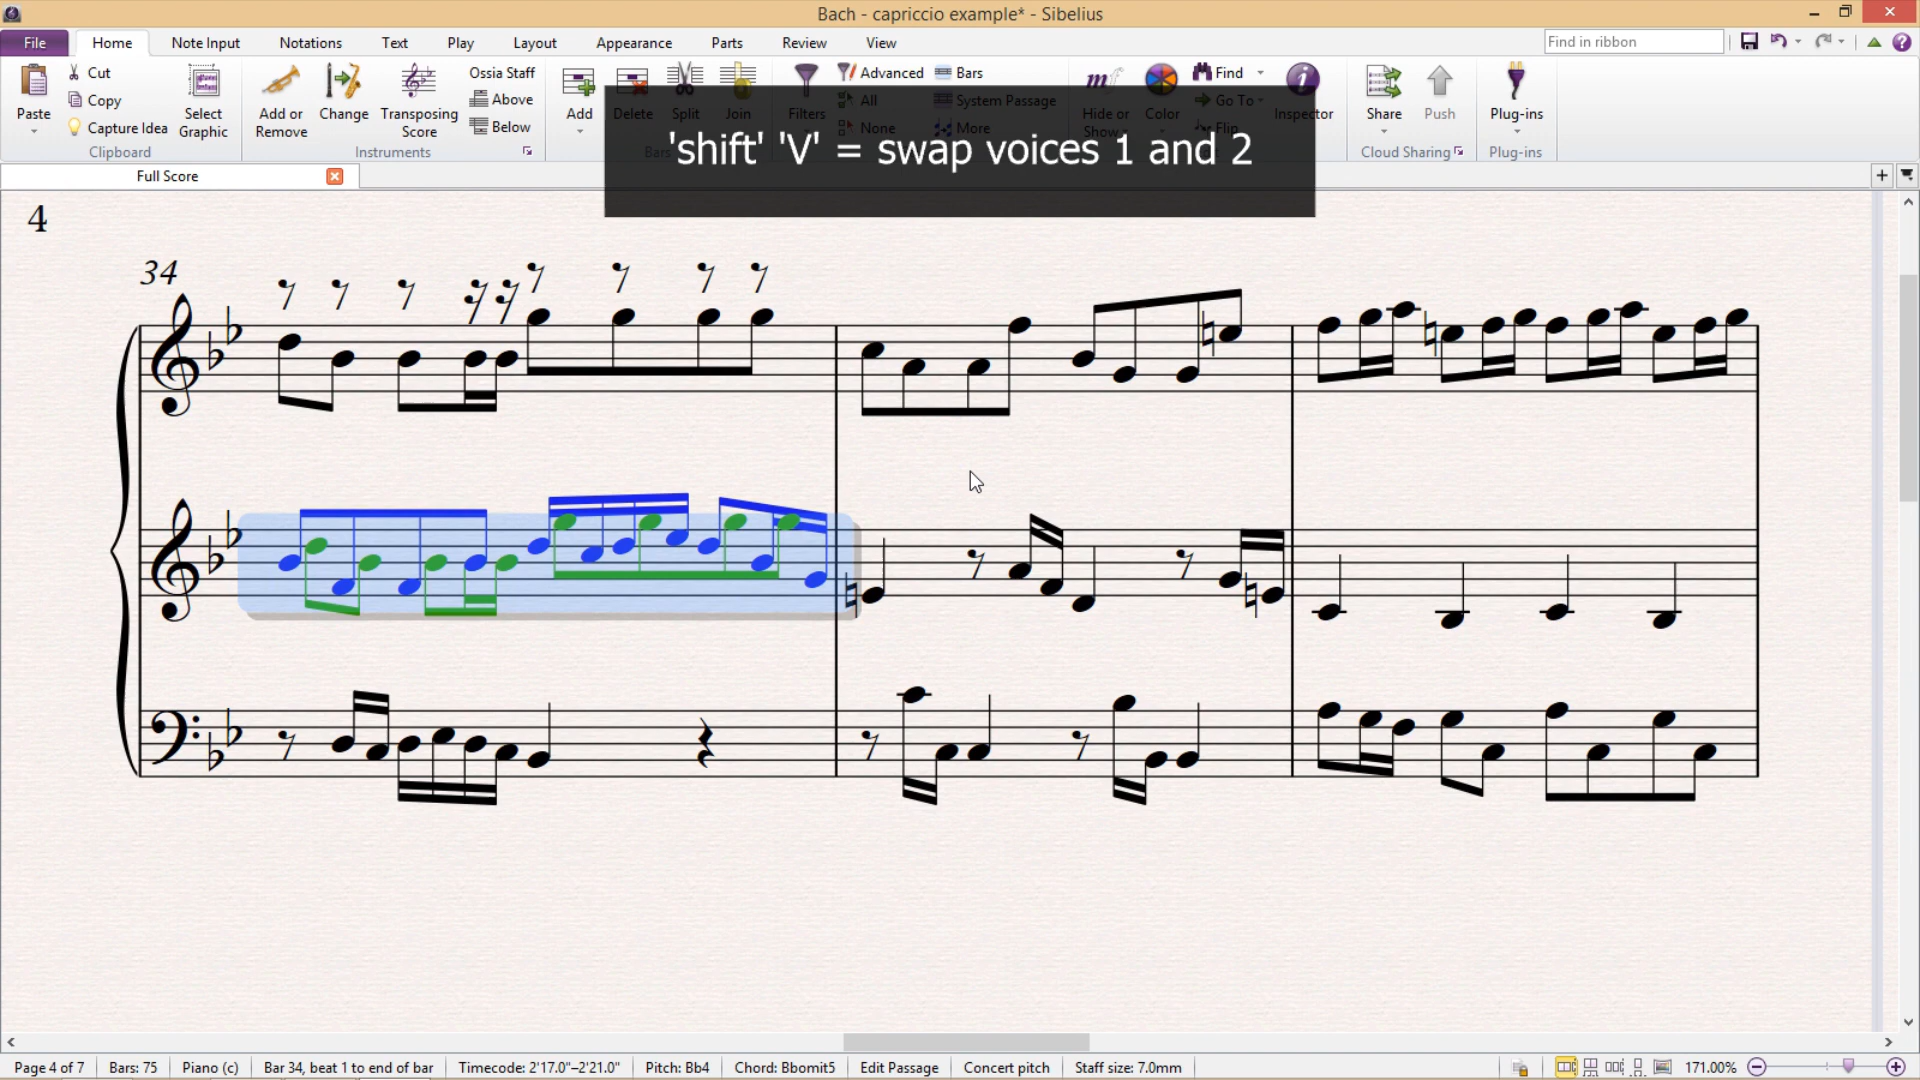 Bach - capriccio example* - Sibelius
File Home Note Input Notations Text Play Layout Appearance Parts Review View Find in ribbon
Paste
Cut
Copy
Capture Idea
Clipboard
Select Graphic
Add or Remove
Change
Transposing Score
Ossia Staff
Above
Below
Instruments
Add
Delete
Split
Join
Bars
Filters
Advanced
All
None
Bars
System Passage
More
Hide or Show
Color
Find
Go To
Flip
Inspector
Share
Push
Cloud Sharing
Plug-ins
Plug-ins
'shift' 'V' = swap voices 1 and 2
Full Score
4
34
Page 4 of 7 Bars: 75 Piano (c) Bar 34, beat 1 to end of bar Timecode: 2'17.0"–2'21.0" Pitch: Bb4 Chord: Bbomit5 Edit Passage Concert pitch Staff size: 7.0mm 171.00%